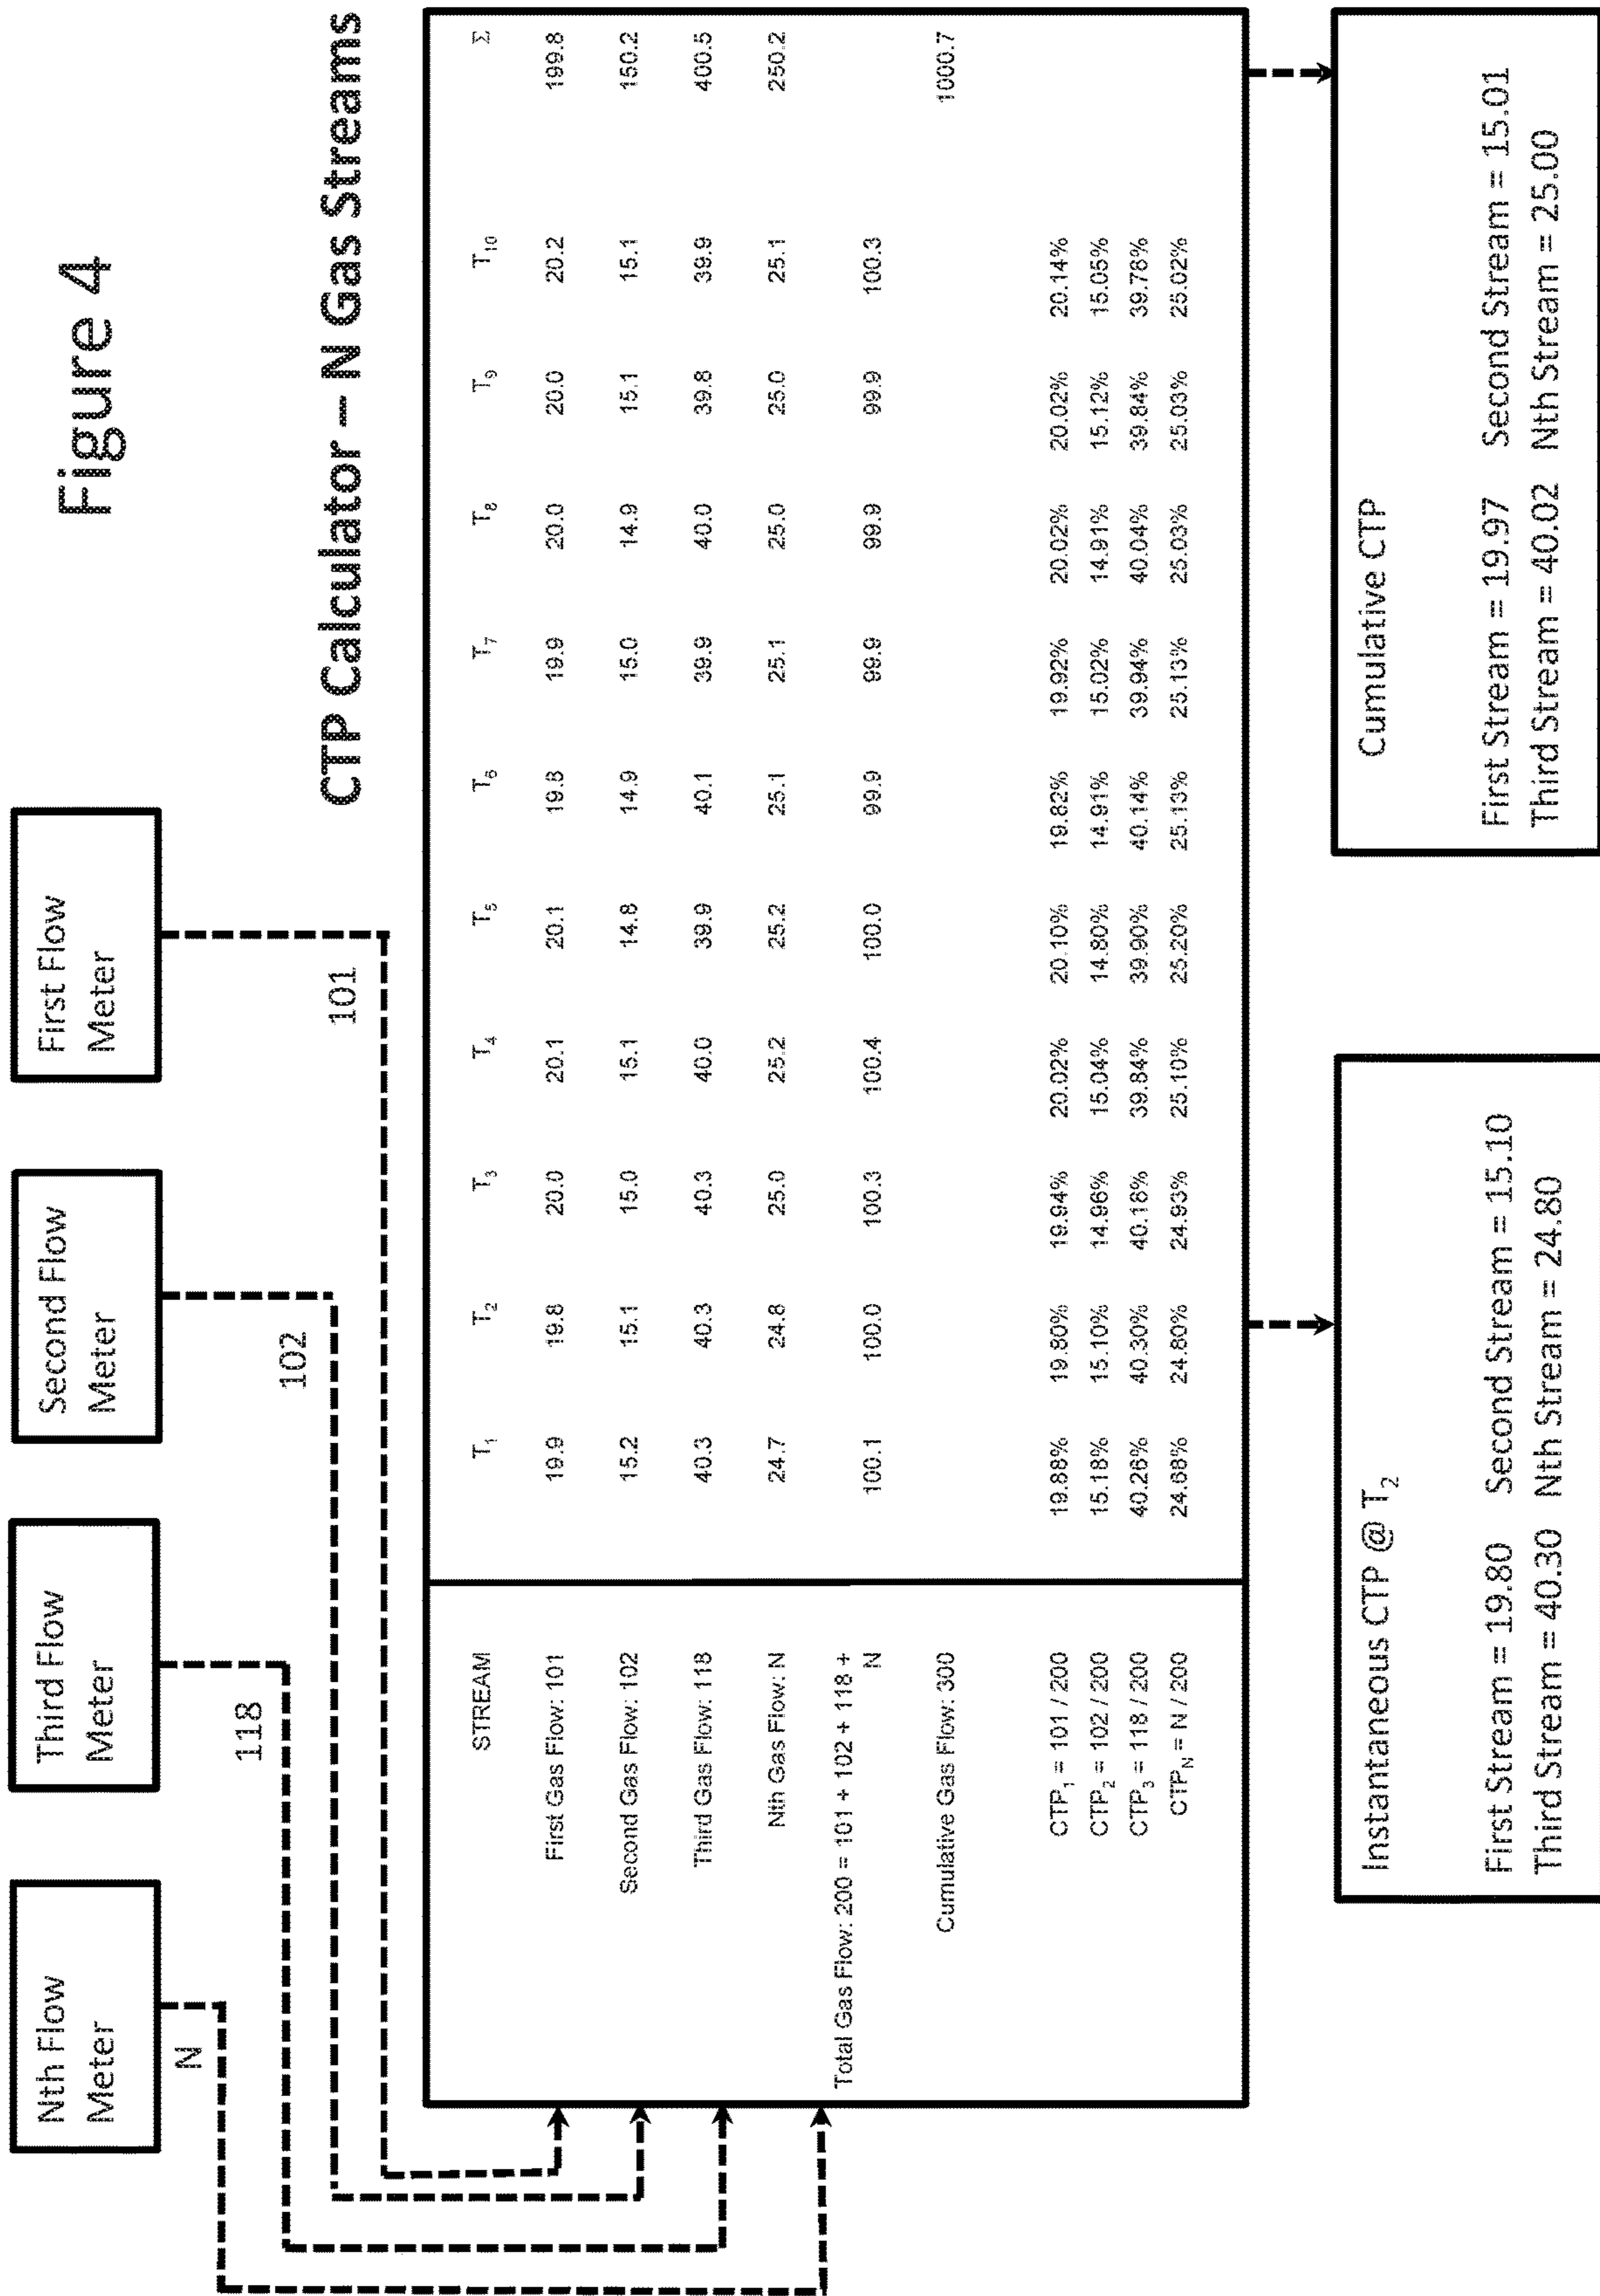 Figure 4
Nth Flow
Meter
Third Flow
Meter
Second Flow
Meter
First Flow
Meter
N
118
102
101
CTP Calculator – N Gas Streams
STREAM T1 T2 T3 T4 T5 T6 T7 T8 T9 T10 Σ
First Gas Flow: 101 19.9 19.8 20.0 20.1 20.1 19.8 19.9 20.0 20.0 20.2 199.8
Second Gas Flow: 102 15.2 15.1 15.0 15.1 14.8 14.9 15.0 14.9 15.1 15.1 150.2
Third Gas Flow: 118 40.3 40.3 40.3 40.0 39.9 40.1 39.9 40.0 39.8 39.9 400.5
Nth Gas Flow: N 24.7 24.8 25.0 25.2 25.2 25.1 25.1 25.0 25.0 25.1 250.2
Total Gas Flow: 200 = 101 + 102 + 118 + 100.1 100.0 100.3 100.4 100.0 99.9 99.9 99.9 99.9 100.3
N
Cumulative Gas Flow: 300 1000.7
CTP1 = 101 / 200 19.88% 19.80% 19.94% 20.02% 20.10% 19.82% 19.92% 20.02% 20.02% 20.14%
CTP2 = 102 / 200 15.18% 15.10% 14.96% 15.04% 14.80% 14.91% 15.02% 14.91% 15.12% 15.05%
CTP3 = 118 / 200 40.26% 40.30% 40.18% 39.84% 39.90% 40.14% 39.94% 40.04% 39.84% 39.78%
CTPN = N / 200 24.68% 24.80% 24.93% 25.10% 25.20% 25.13% 25.13% 25.03% 25.03% 25.02%
Instantaneous CTP @ T2
First Stream = 19.80 Second Stream = 15.10
Third Stream = 40.30 Nth Stream = 24.80
Cumulative CTP
First Stream = 19.97 Second Stream = 15.01
Third Stream = 40.02 Nth Stream = 25.00